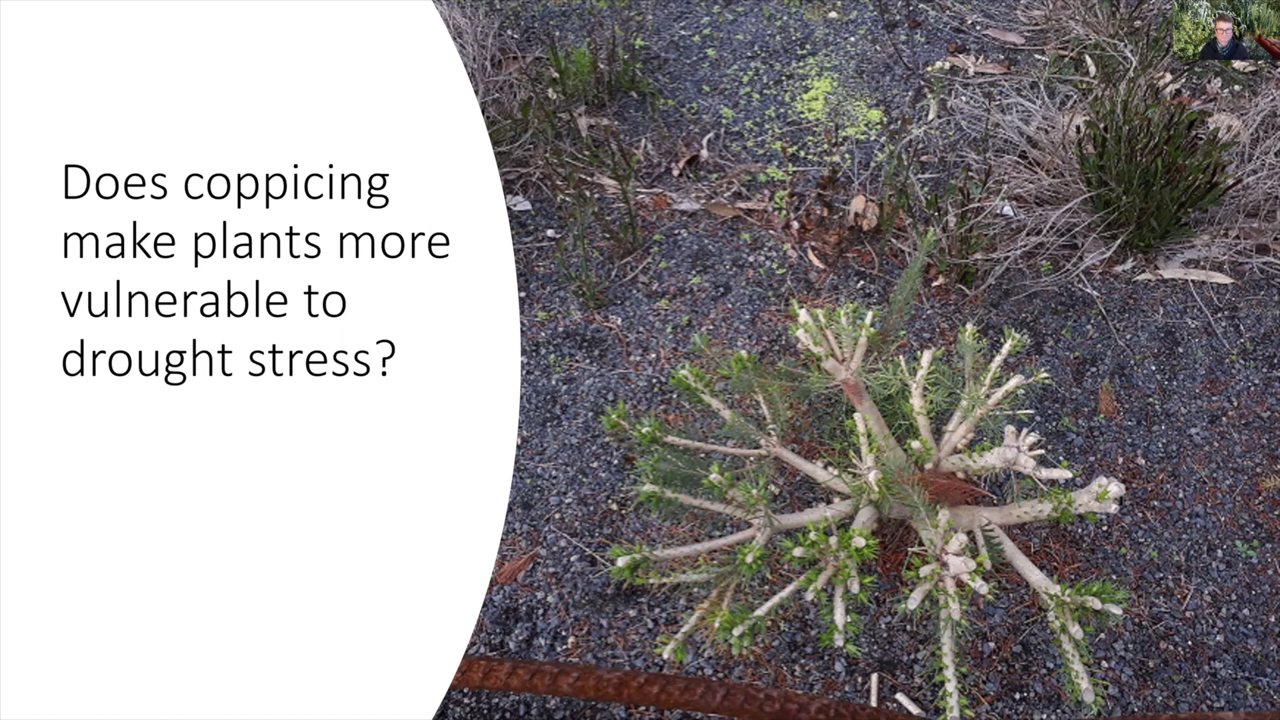 Does coppicing
make plants more
vulnerable to
drought stress?